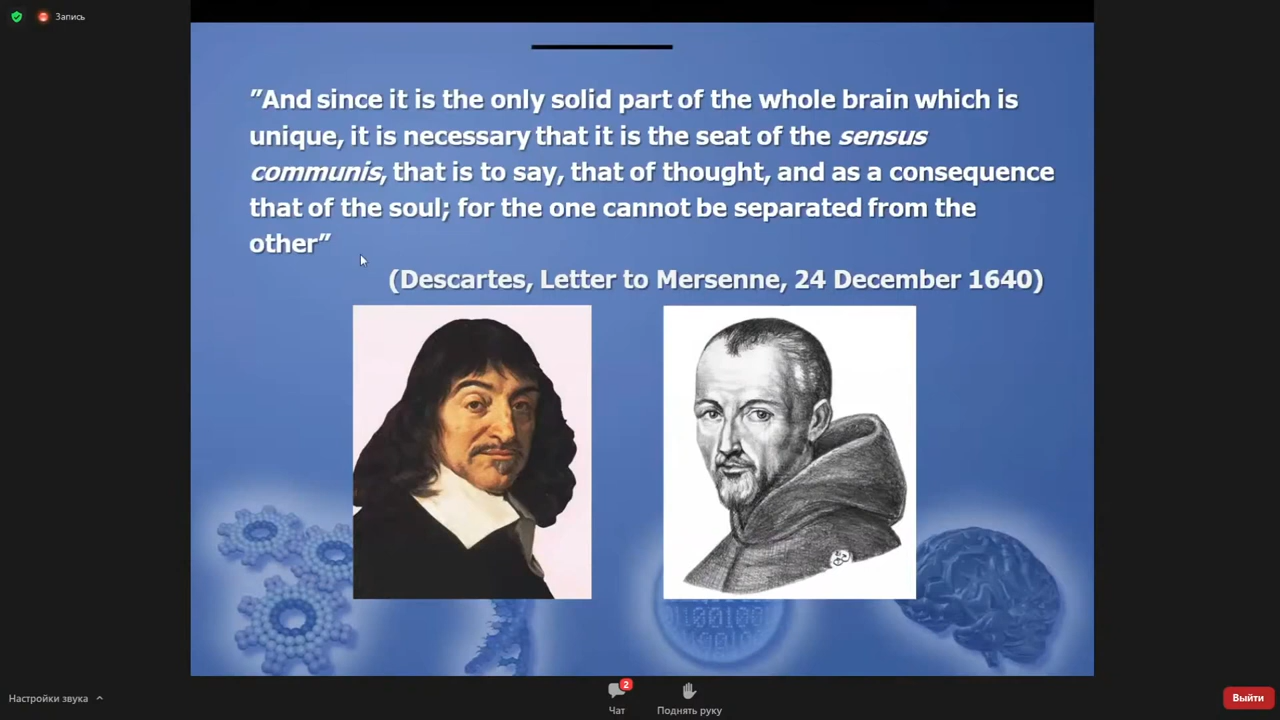 Запись
”And since it is the only solid part of the whole brain which is
unique, it is necessary that it is the seat of the sensus
communis, that is to say, that of thought, and as a consequence
that of the soul; for the one cannot be separated from the
other”
(Descartes, Letter to Mersenne, 24 December 1640)
Настройки звука
2
Чат
Поднять руку
Выйти